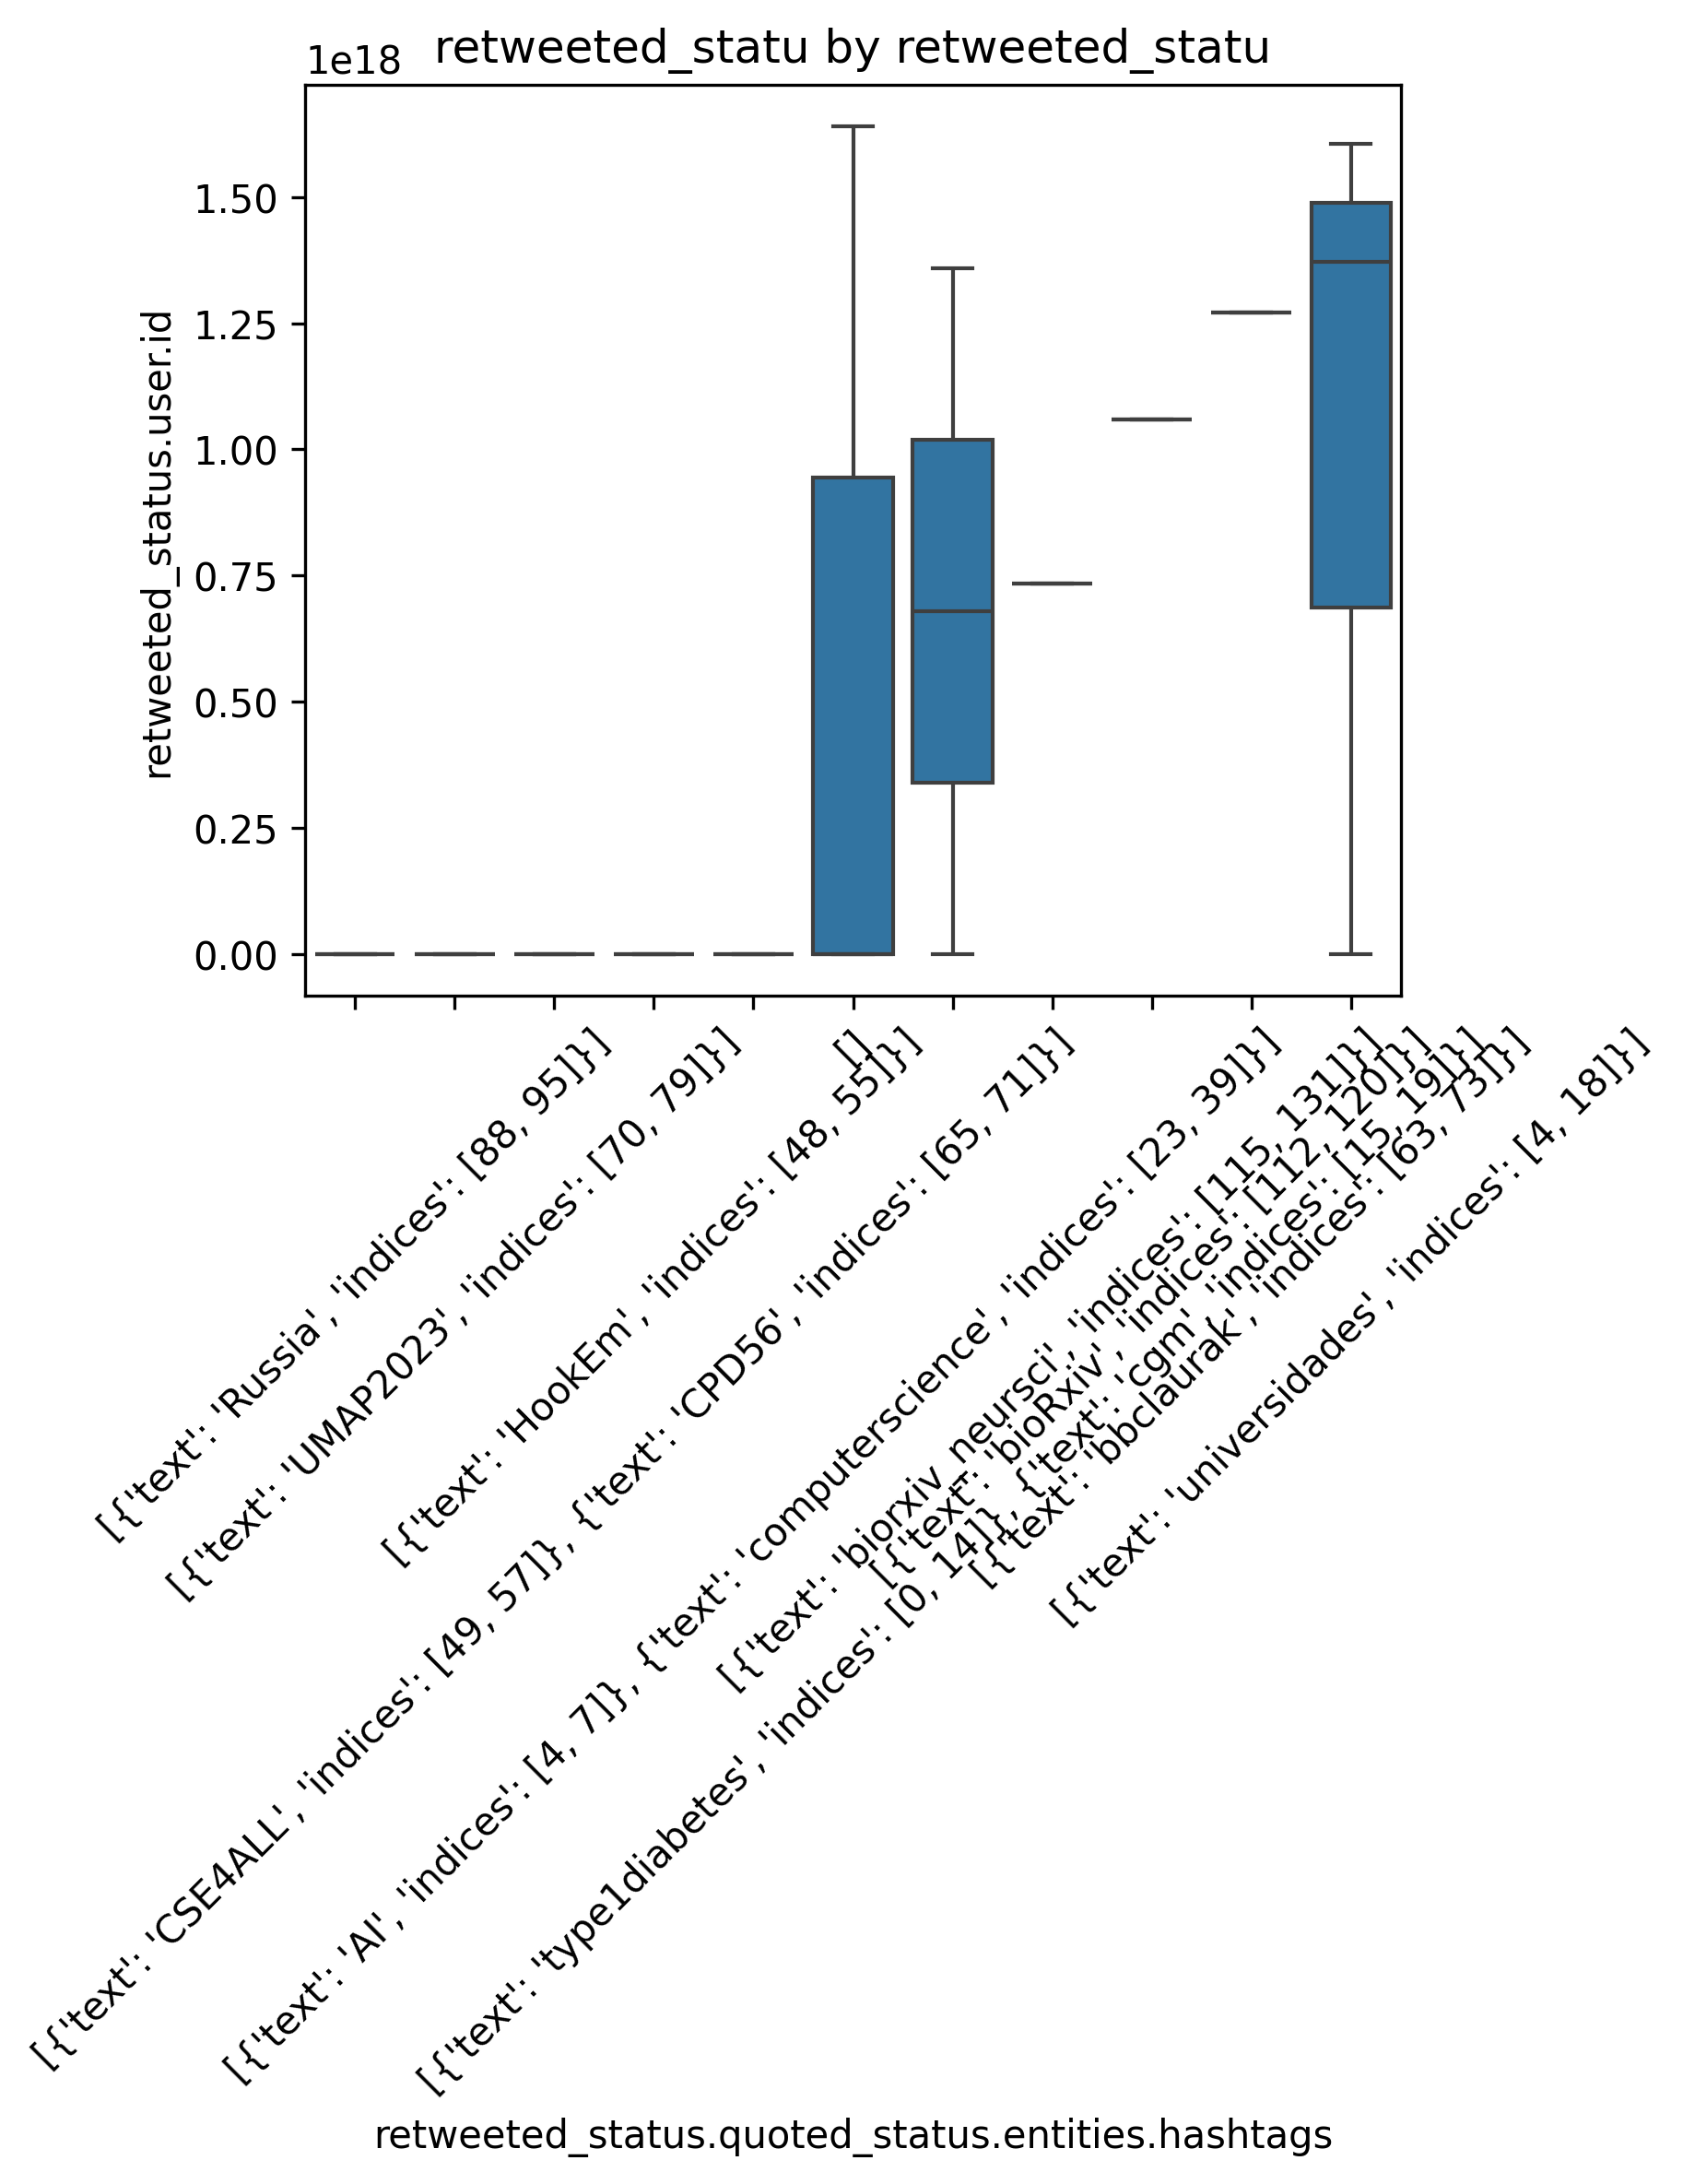 retweeted_statu by retweeted_statu
1e18
1.50
1.25
1.00
0.75
0.50
0.25
0.00
retweeted_status.user.id
[{'text': 'Russia', 'indices': [88, 95]}]
[{'text': 'UMAP2023', 'indices': [70, 79]}]
[{'text': 'HookEm', 'indices': [48, 55]}]
[{'text': 'CSE4ALL', 'indices': [49, 57]}, {'text': 'CPD56', 'indices': [65, 71]}]
[{'text': 'AI', 'indices': [4, 7]}, {'text': 'computerscience', 'indices': [23, 39]}]
[]
[{'text': 'biorxiv_neursci', 'indices': [115, 131]}]
[{'text': 'bioRxiv', 'indices': [112, 120]}]
[{'text': 'type1diabetes', 'indices': [0, 14]}, {'text': 'cgm', 'indices': [15, 19]}]
[{'text': 'bbclaurak', 'indices': [63, 73]}]
[{'text': 'universidades', 'indices': [4, 18]}]
retweeted_status.quoted_status.entities.hashtags